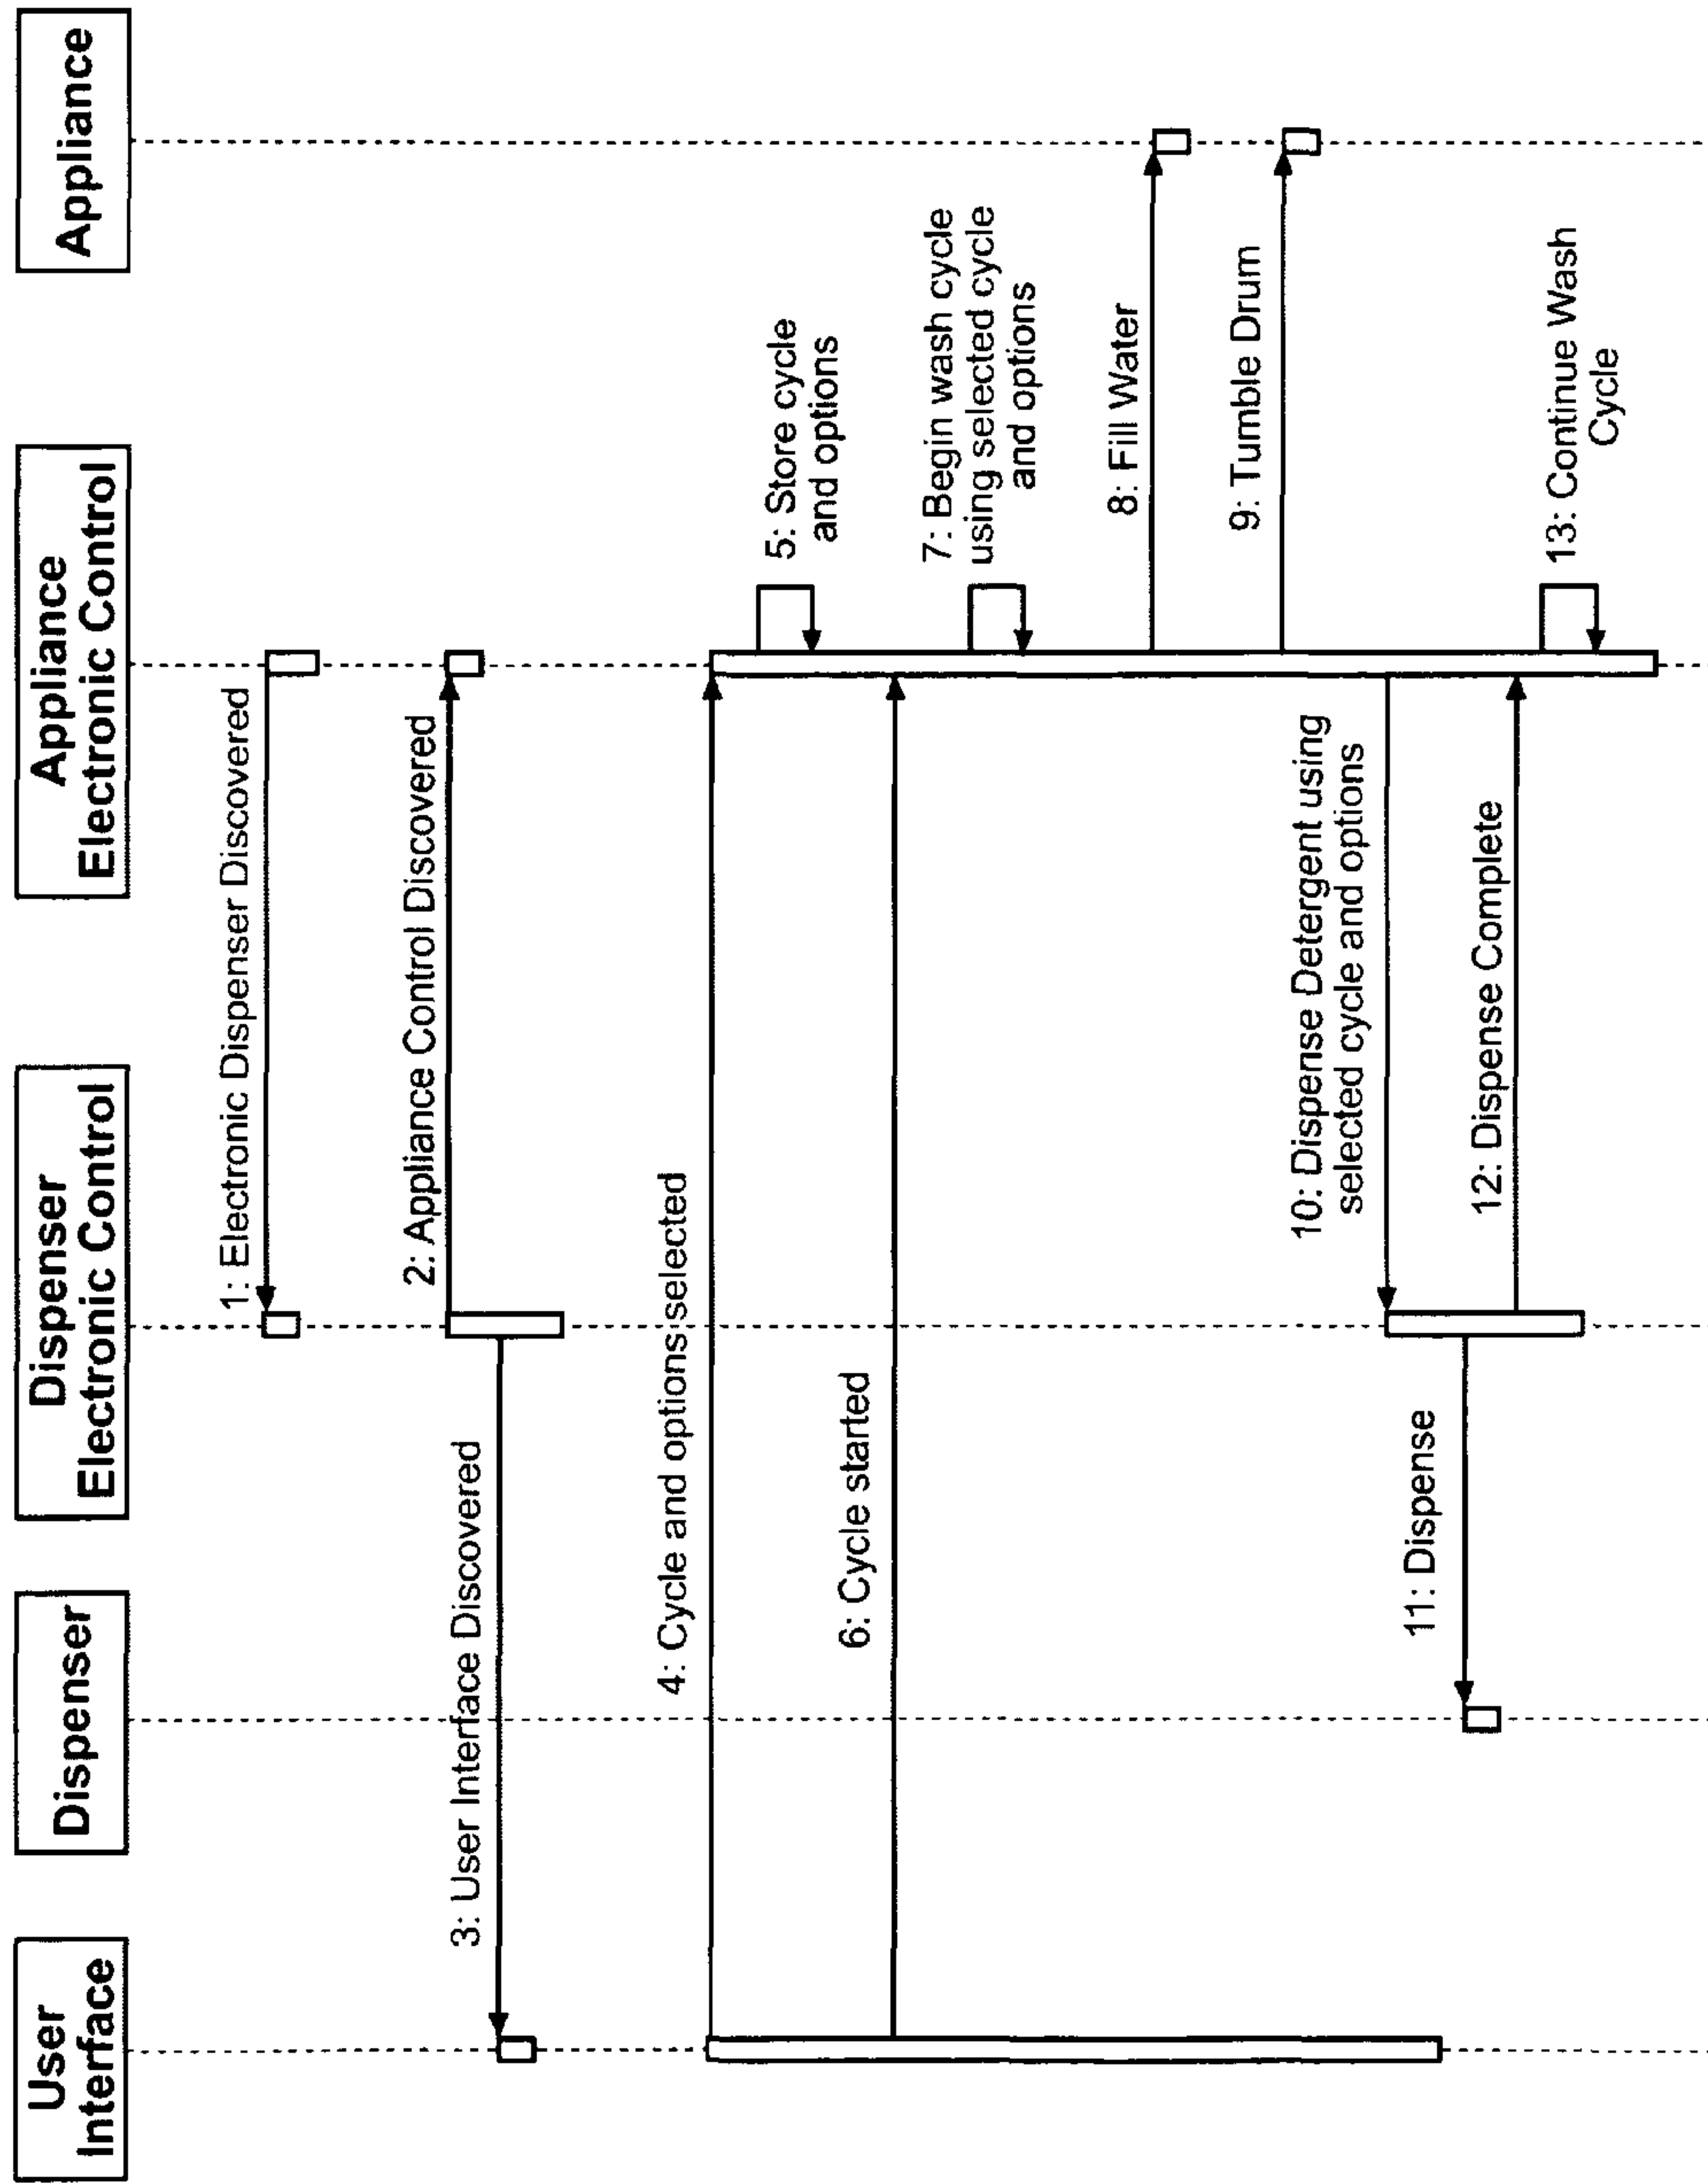 User
Interface
Dispenser
Dispenser
Electronic Control
Appliance
Electronic Control
Appliance
1: Electronic Dispenser Discovered
2: Appliance Control Discovered
3: User Interface Discovered
4: Cycle and options selected
5: Store cycle
and options
6: Cycle started
7: Begin wash cycle
using selected cycle
and options
8: Fill Water
9: Tumble Drum
10: Dispense Detergent using
selected cycle and options
11: Dispense
12: Dispense Complete
13: Continue Wash
Cycle